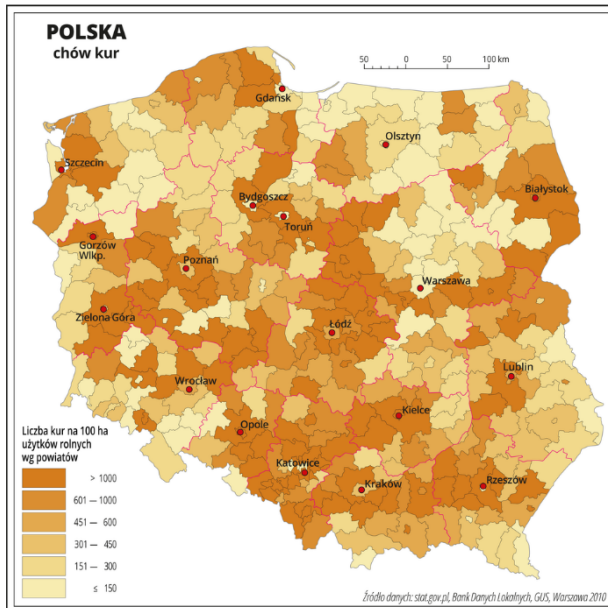 POLSKA
chów kur
50 0 50 100 km
Gdańsk
Olsztyn
Szczecin
Białystok
Bydgoszcz
Toruń
Gorzów
Wlkp.
Poznań
Warszawa
Zielona Góra
Łódź
Lublin
Wrocław
Kielce
Opole
Katowice
Kraków
Rzeszów
Liczba kur na 100 ha
użytków rolnych
wg powiatów
> 1000
601 — 1000
451 — 600
301 — 450
151 — 300
≤ 150
Źródło danych: stat.gov.pl, Bank Danych Lokalnych, GUS, Warszawa 2010